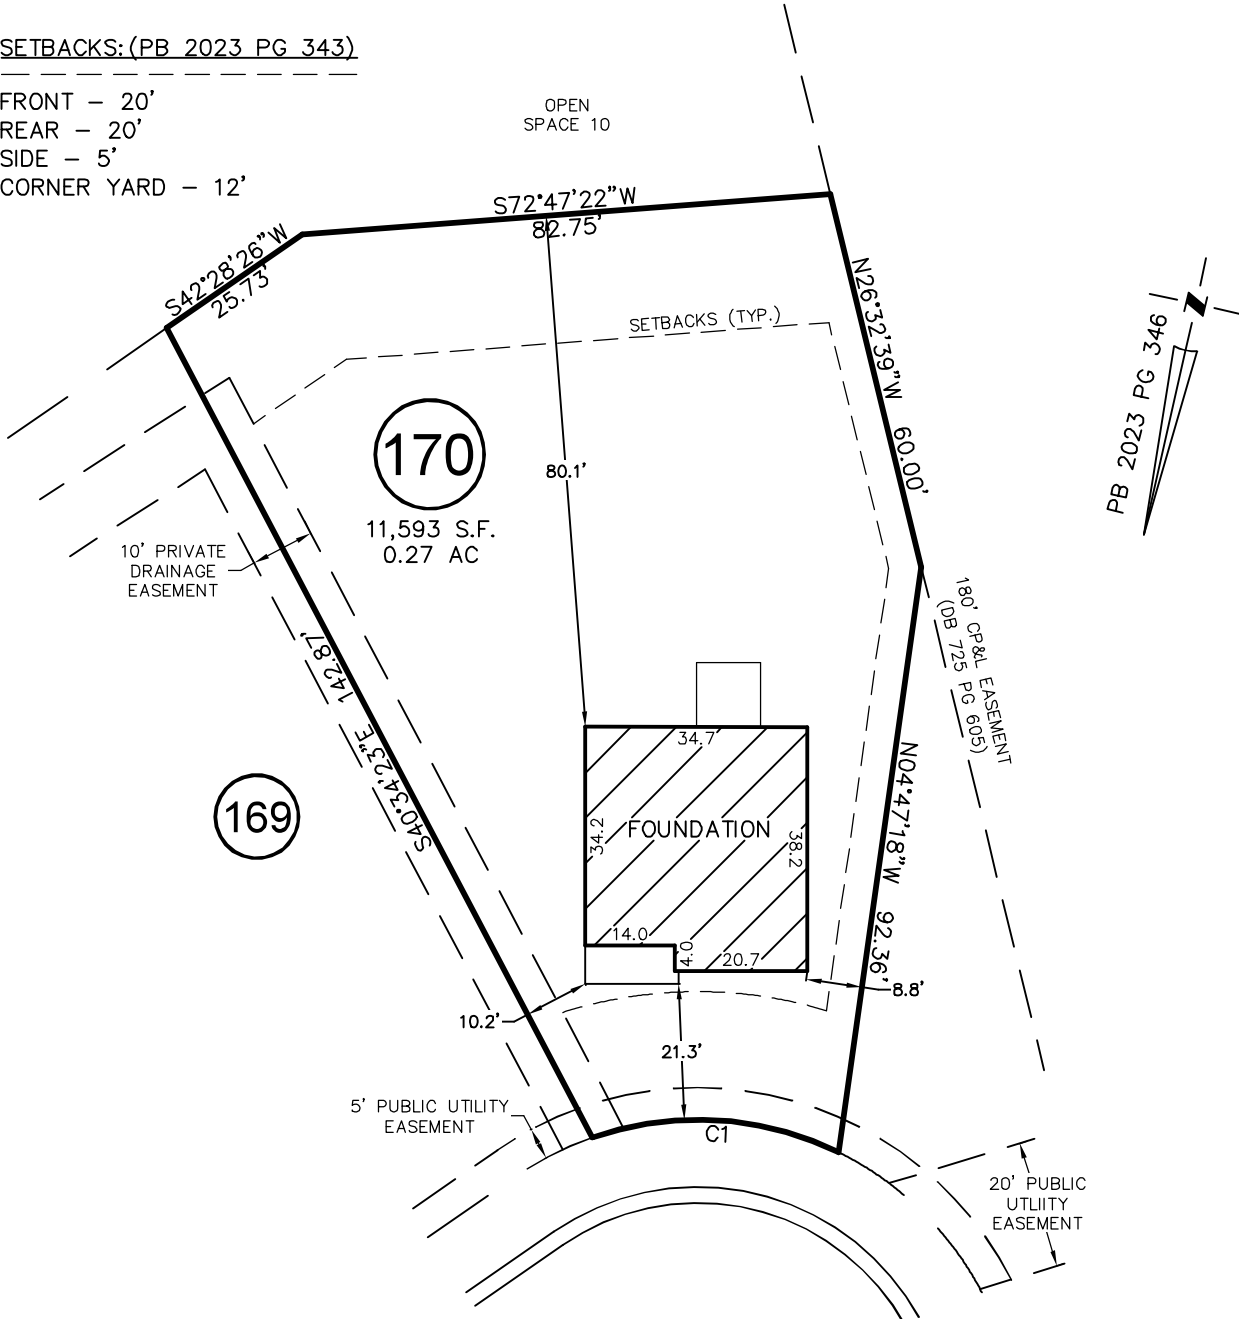 SETBACKS: (PB 2023 PG 343)
FRONT – 20'
REAR – 20'
SIDE – 5'
CORNER YARD – 12'
OPEN
SPACE 10
S72°47'22"W
82.75'
S42°28'26"W
25.73'
N26°32'39"W 60.00'
SETBACKS (TYP.)
PB 2023 PG 346
N
170
11,593 S.F.
0.27 AC
80.1'
10' PRIVATE
DRAINAGE
EASEMENT
180' CP&L EASEMENT
(DB 725 PG 605)
S40°34'23"E 142.87'
N04°47'18"W 92.36'
169
34.7
34.2
FOUNDATION
38.2
14.0
4.0
20.7
8.8'
10.2'
21.3'
5' PUBLIC UTILITY
EASEMENT
C1
20' PUBLIC
UTLIITY
EASEMENT